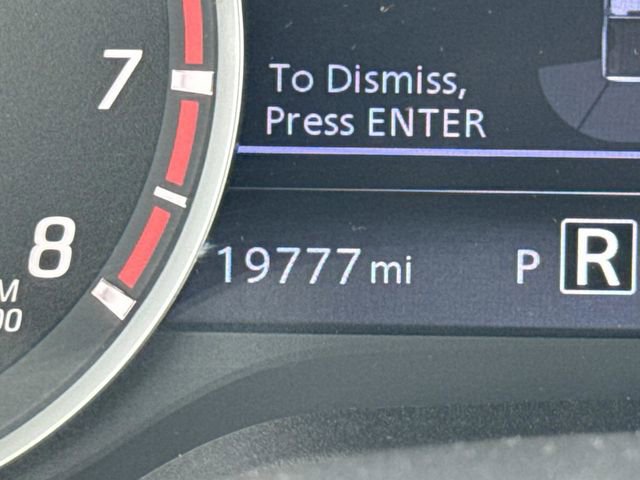 7
To Dismiss,
Press ENTER
8
19777 mi P R